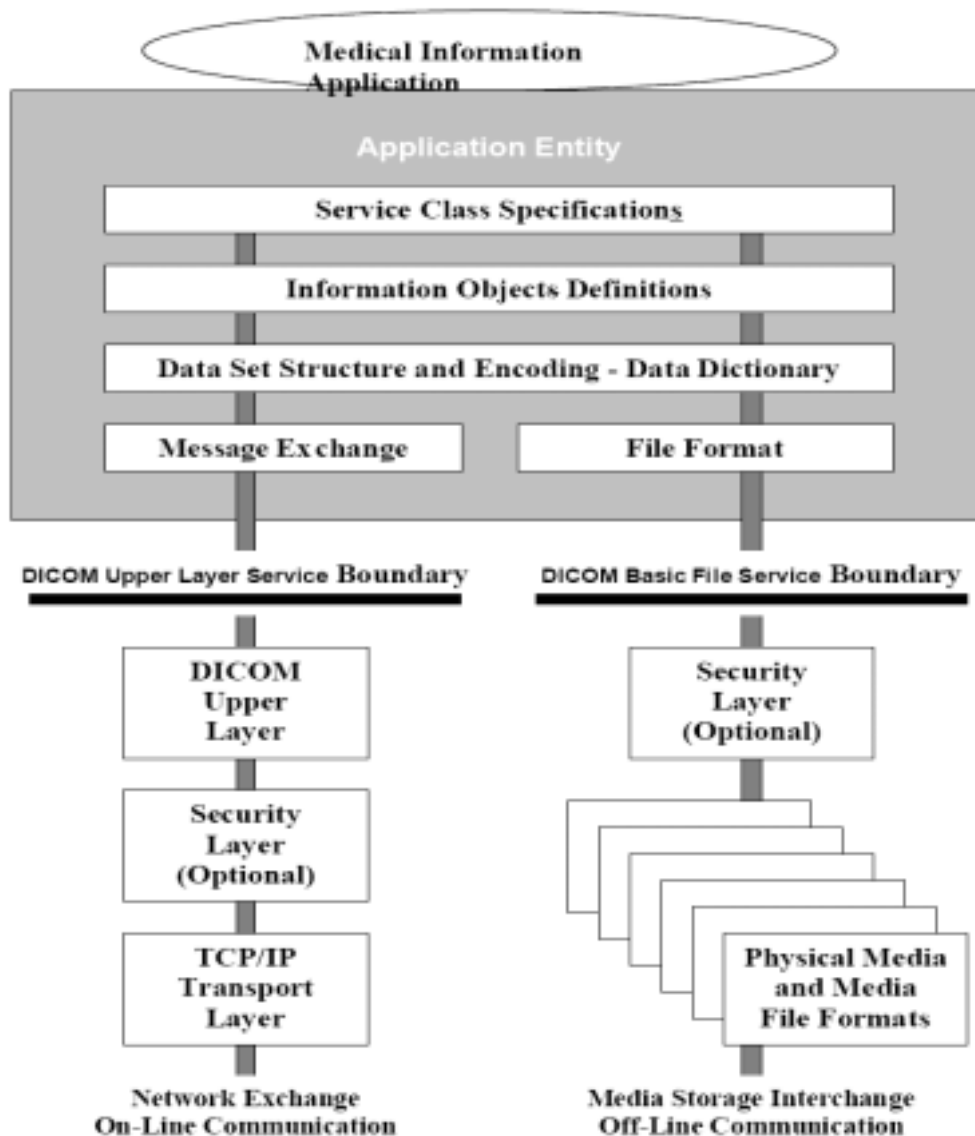 Medical Information
Application
Application Entity
Service Class Specifications
Information Objects Definitions
Data Set Structure and Encoding - Data Dictionary
Message Exchange
File Format
DICOM Upper Layer Service Boundary
DICOM Basic File Service Boundary
DICOM
Upper
Layer
Security
Layer
(Optional)
Security
Layer
(Optional)
TCP/IP
Transport
Layer
Physical Media
and Media
File Formats
Network Exchange
On-Line Communication
Media Storage Interchange
Off-Line Communication